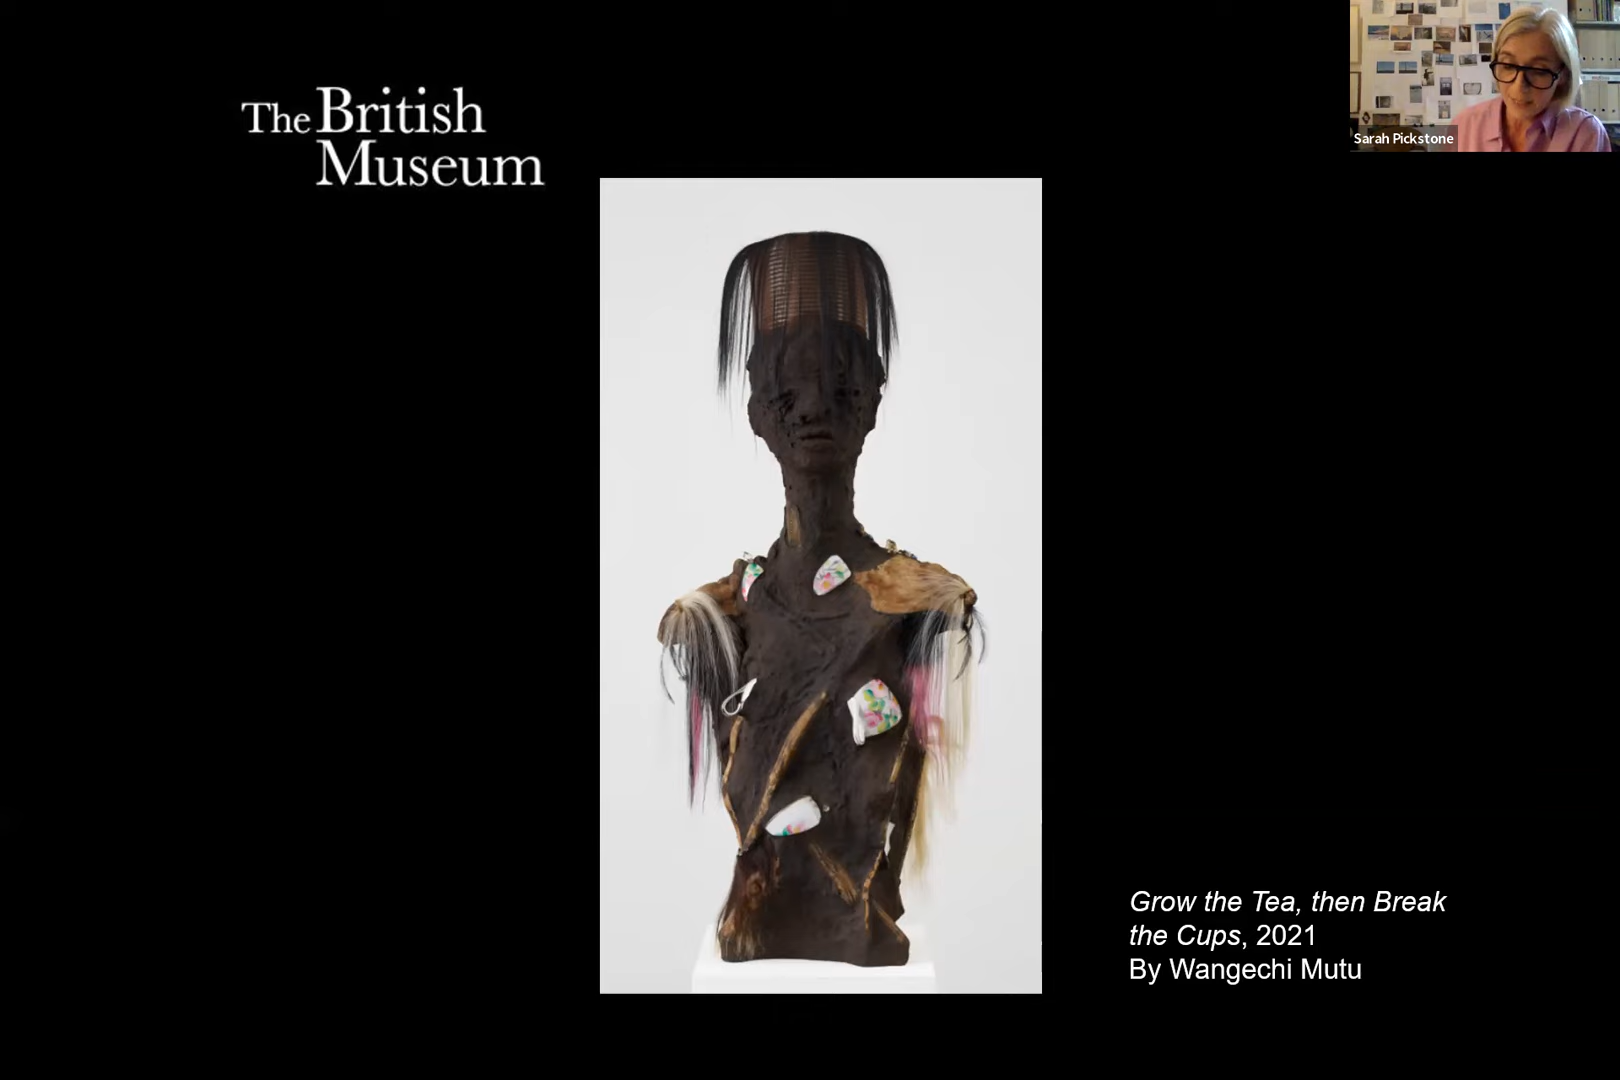 The British
Museum
Sarah Pickstone
Grow the Tea, then Break
the Cups, 2021
By Wangechi Mutu